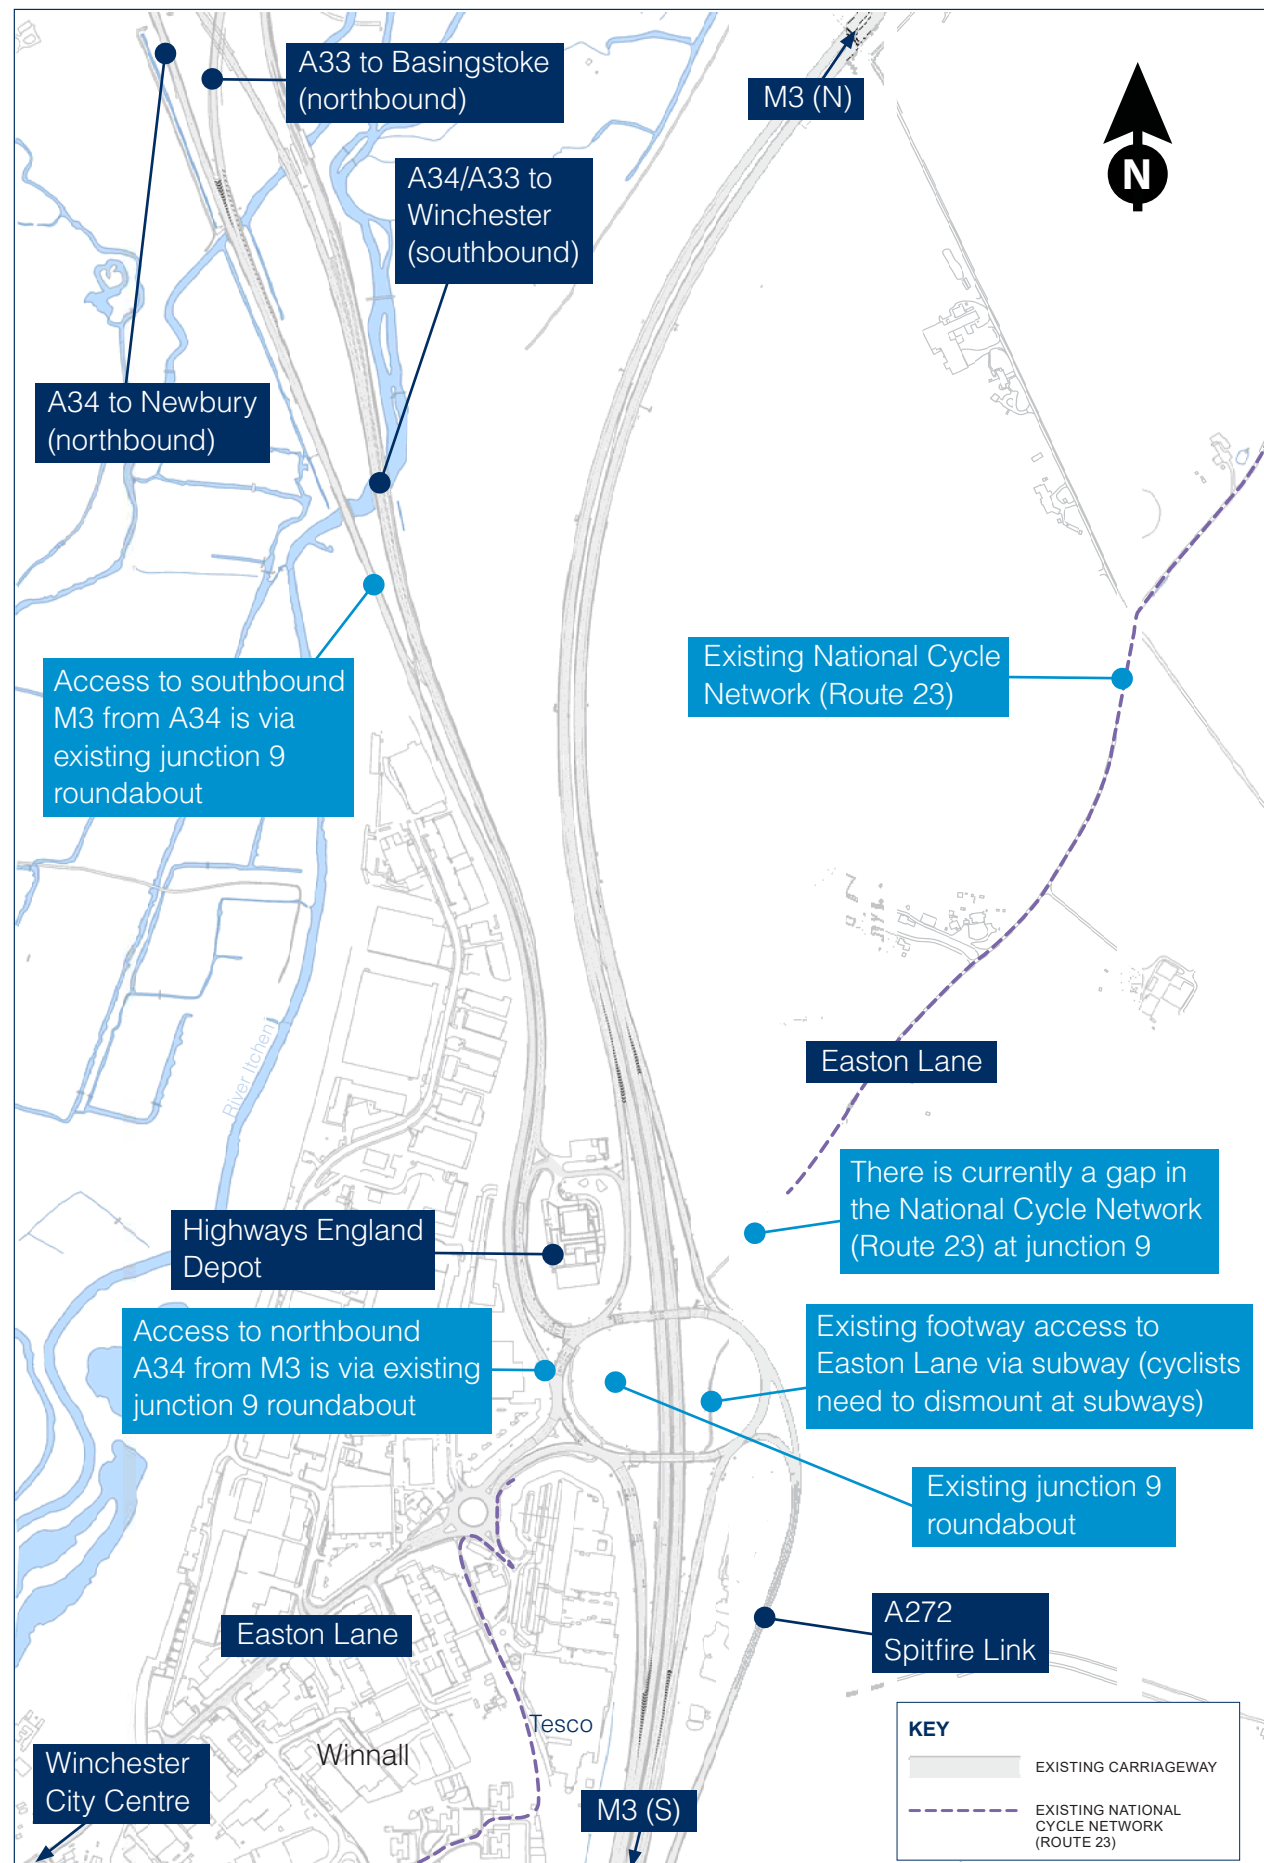 A33 to Basingstoke
(northbound)
M3 (N)
N
A34/A33 to
Winchester
(southbound)
A34 to Newbury
(northbound)
Existing National Cycle
Network (Route 23)
Access to southbound
M3 from A34 is via
existing junction 9
roundabout
River Itchen
Easton Lane
There is currently a gap in
the National Cycle Network
(Route 23) at junction 9
Highways England
Depot
Access to northbound
A34 from M3 is via existing
junction 9 roundabout
Existing footway access to
Easton Lane via subway (cyclists
need to dismount at subways)
Existing junction 9
roundabout
A272
Spitfire Link
Easton Lane
Tesco
Winnall
Winchester
City Centre
M3 (S)
KEY
EXISTING CARRIAGEWAY
EXISTING NATIONAL
CYCLE NETWORK
(ROUTE 23)